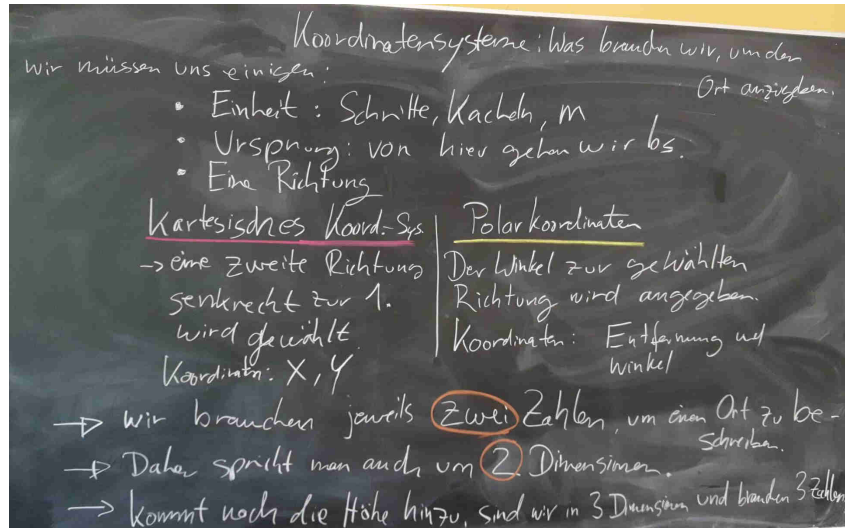 Koordinatensysteme: Was brauchen wir, um den
Ort anzugeben.
Wir müssen uns einigen:
• Einheit: Schritte, Kacheln, m
• Ursprung: von hier gehen wir los.
• Eine Richtung
Kartesisches Koord.-Sys.
→ eine zweite Richtung
senkrecht zur 1.
wird gewählt
Koordinaten: X, Y
Polarkoordinaten
Der Winkel zur gewählten
Richtung wird angegeben.
Koordinaten: Entfernung und
Winkel
→ Wir brauchen jeweils zwei Zahlen, um einen Ort zu be-
schreiben.
→ Daher spricht man auch von 2 Dimensionen.
→ Kommt noch die Höhe hinzu, sind wir in 3 Dimensionen und brauchen 3 Zahlen